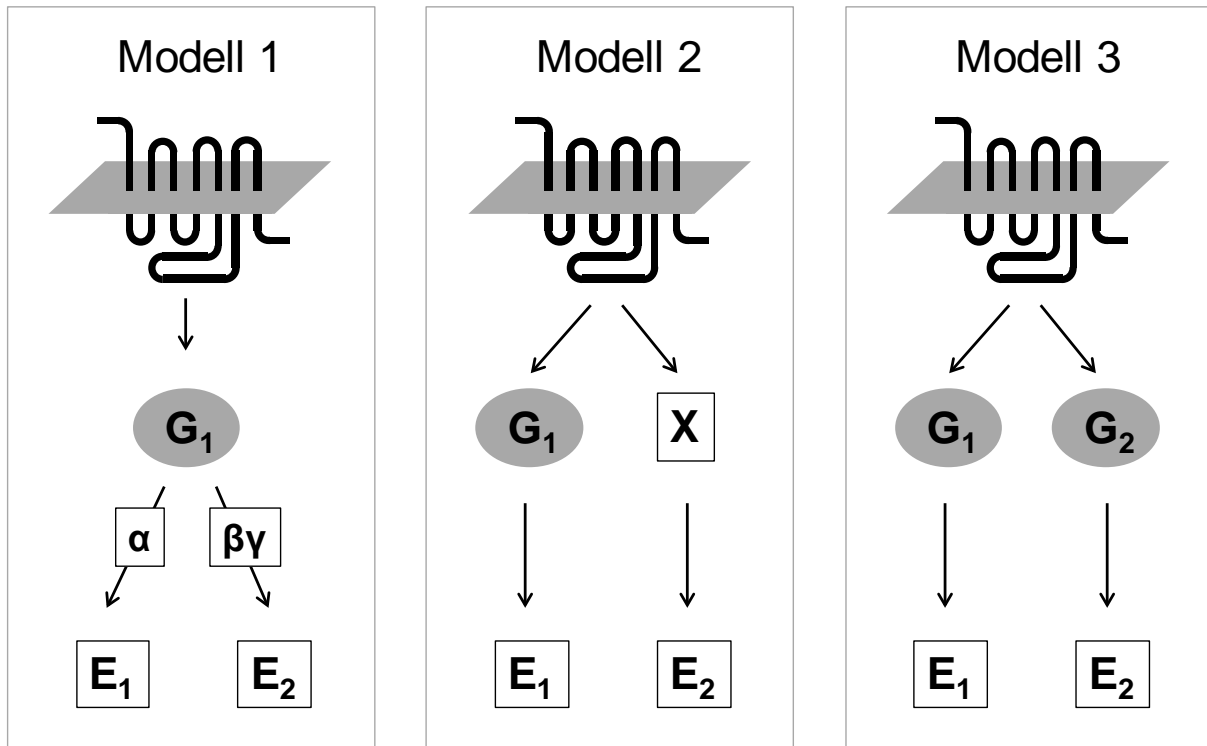 Modell 1
G₁
α
βγ
E₁
E₂
Modell 2
G₁
X
E₁
E₂
Modell 3
G₁
G₂
E₁
E₂